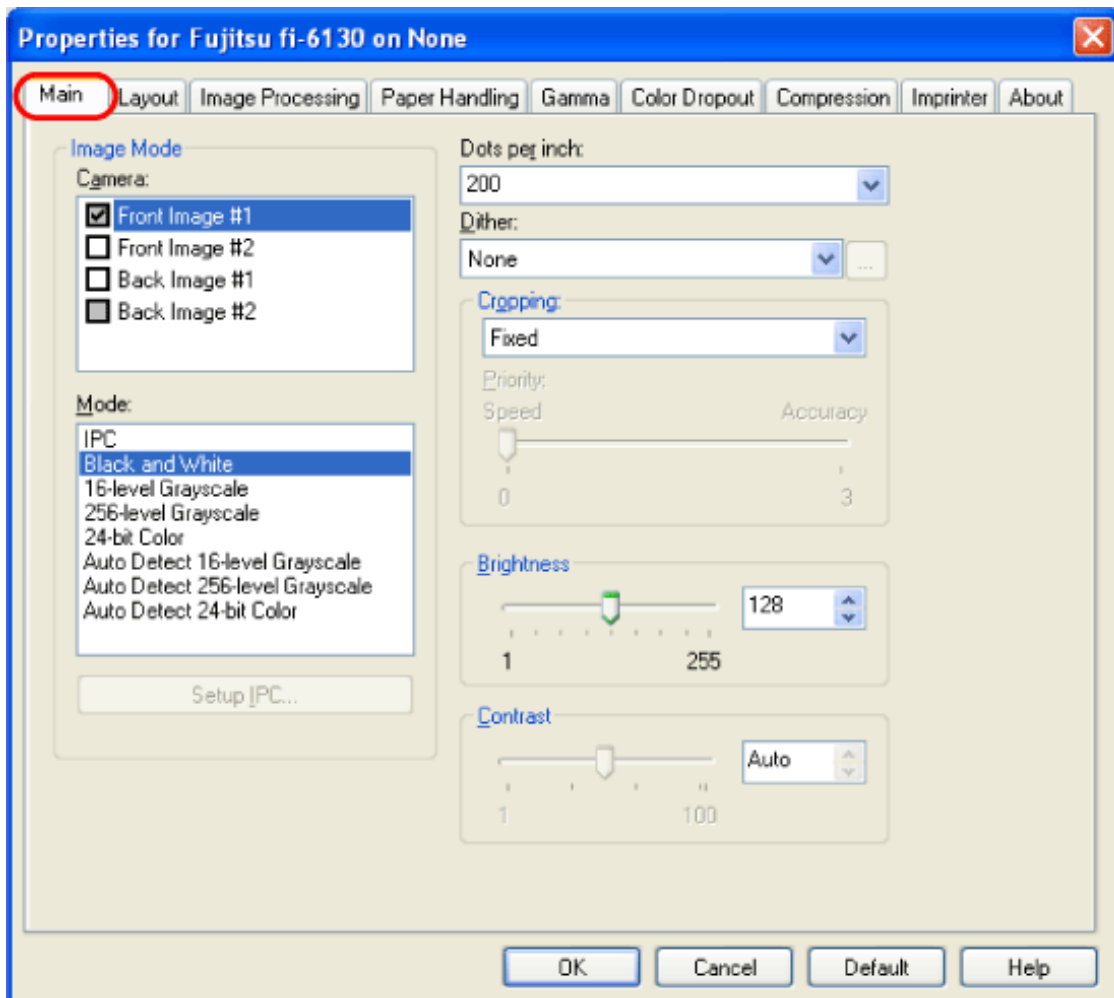 Properties for Fujitsu fi-6130 on None
Main Layout Image Processing Paper Handling Gamma Color Dropout Compression Imprinter About
Image Mode
Camera:
Front Image #1
Front Image #2
Back Image #1
Back Image #2
Mode:
IPC
Black and White
16-level Grayscale
256-level Grayscale
24-bit Color
Auto Detect 16-level Grayscale
Auto Detect 256-level Grayscale
Auto Detect 24-bit Color
Setup IPC...
Dots per inch:
200
Dither:
None
...
Cropping:
Fixed
Priority:
Speed Accuracy
0 3
Brightness
128
1 255
Contrast
Auto
1 100
OK Cancel Default Help